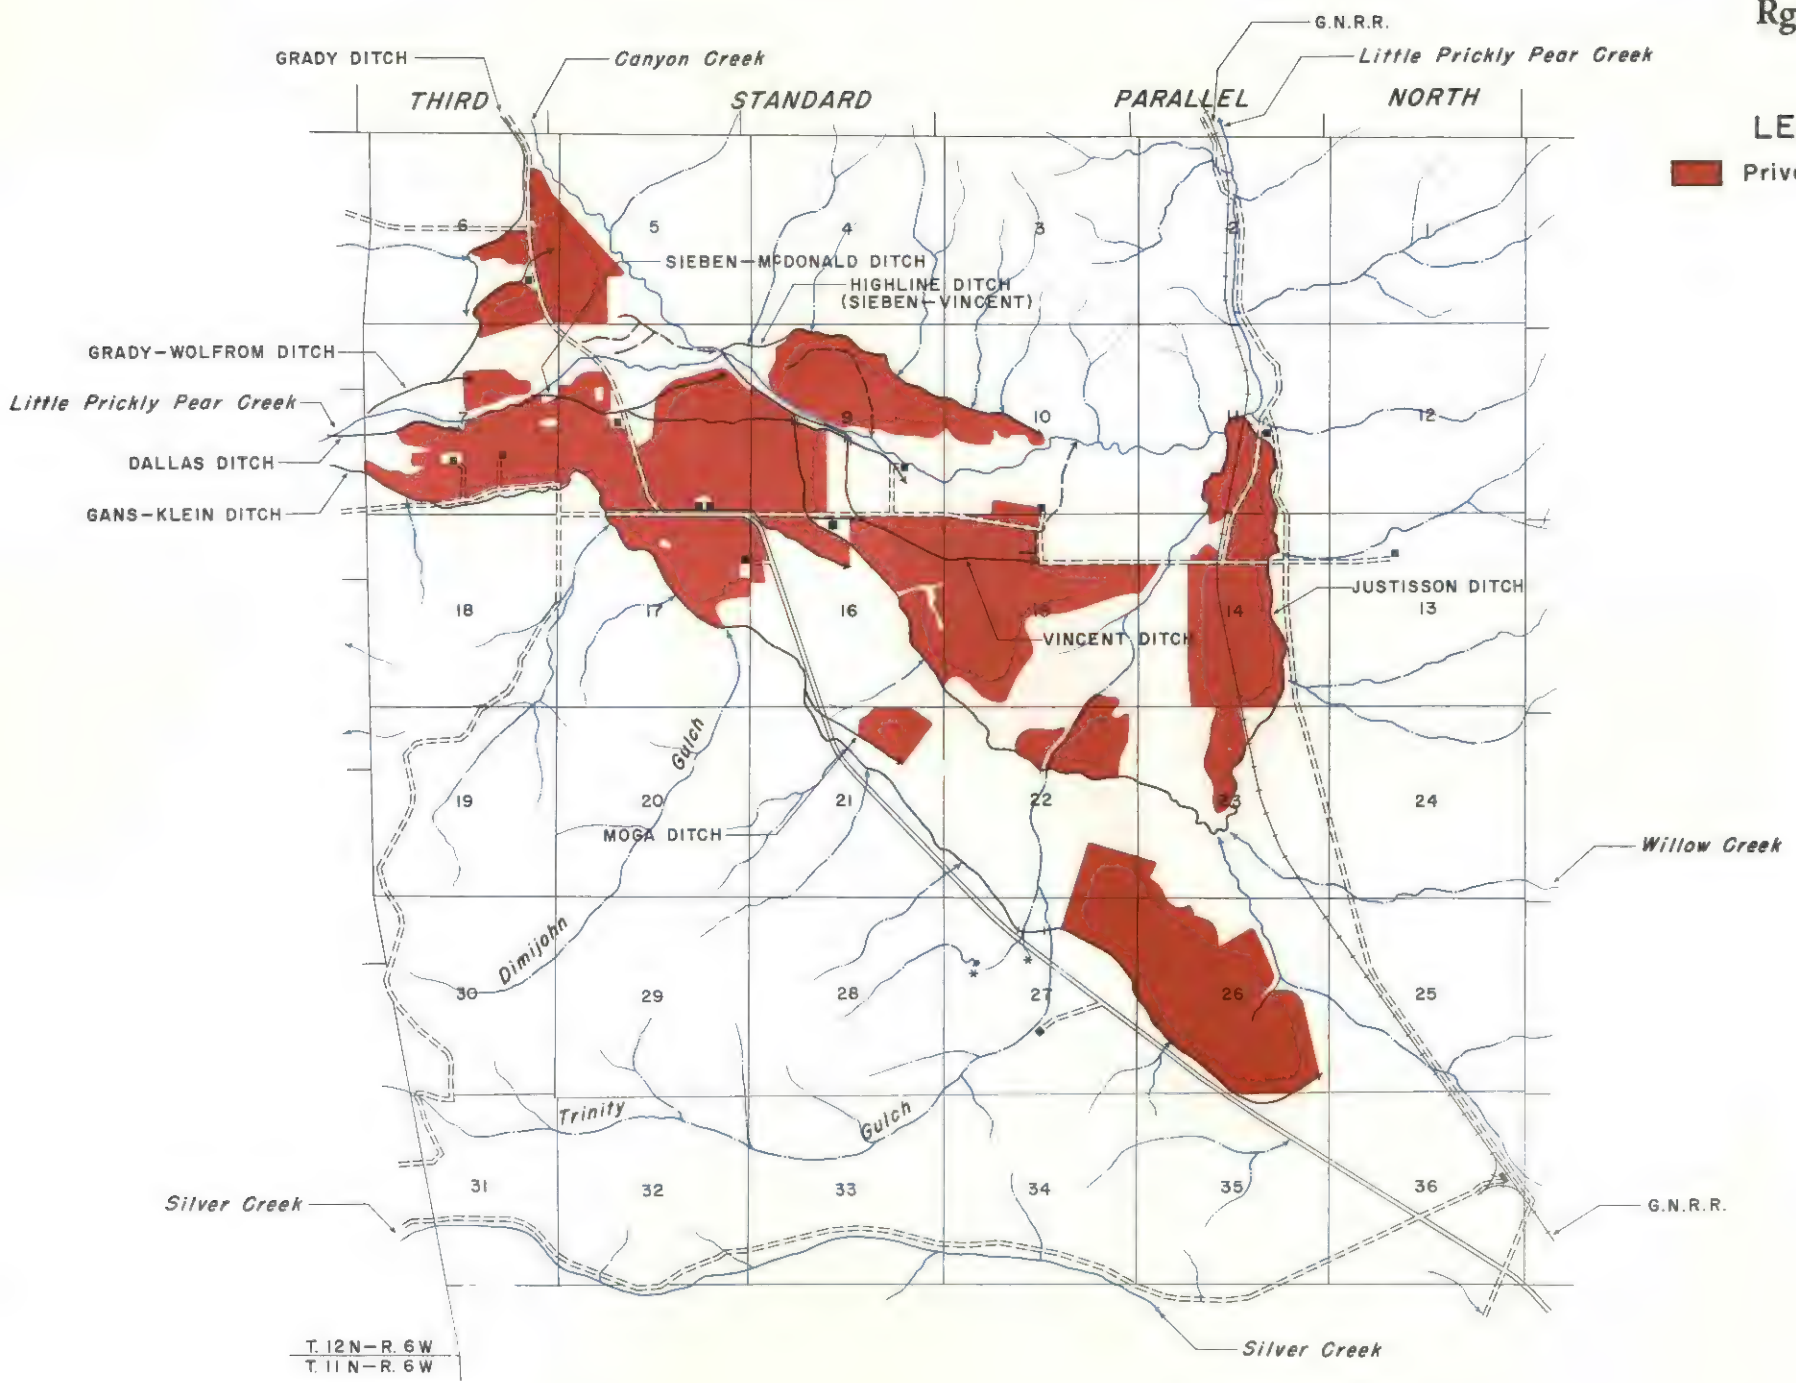 Rg
G.N.R.R.
GRADY DITCH
Canyon Creek
Little Prickly Pear Creek
THIRD STANDARD PARALLEL NORTH
LE
Priv
6 5 4 3 2 1
SIEBEN-McDONALD DITCH
HIGHLINE DITCH
(SIEBEN-VINCENT)
GRADY-WOLFROM DITCH
Little Prickly Pear Creek
7 9 10 11 12
DALLAS DITCH
GANS-KLEIN DITCH
JUSTISSON DITCH
18 17 16 15 14 13
VINCENT DITCH
Gulch
19 20 21 22 23 24
MOGA DITCH
Willow Creek
Dimijohn
30 29 28 27 26 25
Trinity
Gulch
31 32 33 34 35 36
Silver Creek
G.N.R.R.
Silver Creek
T. 12 N-R. 6 W
T. 11 N-R. 6 W